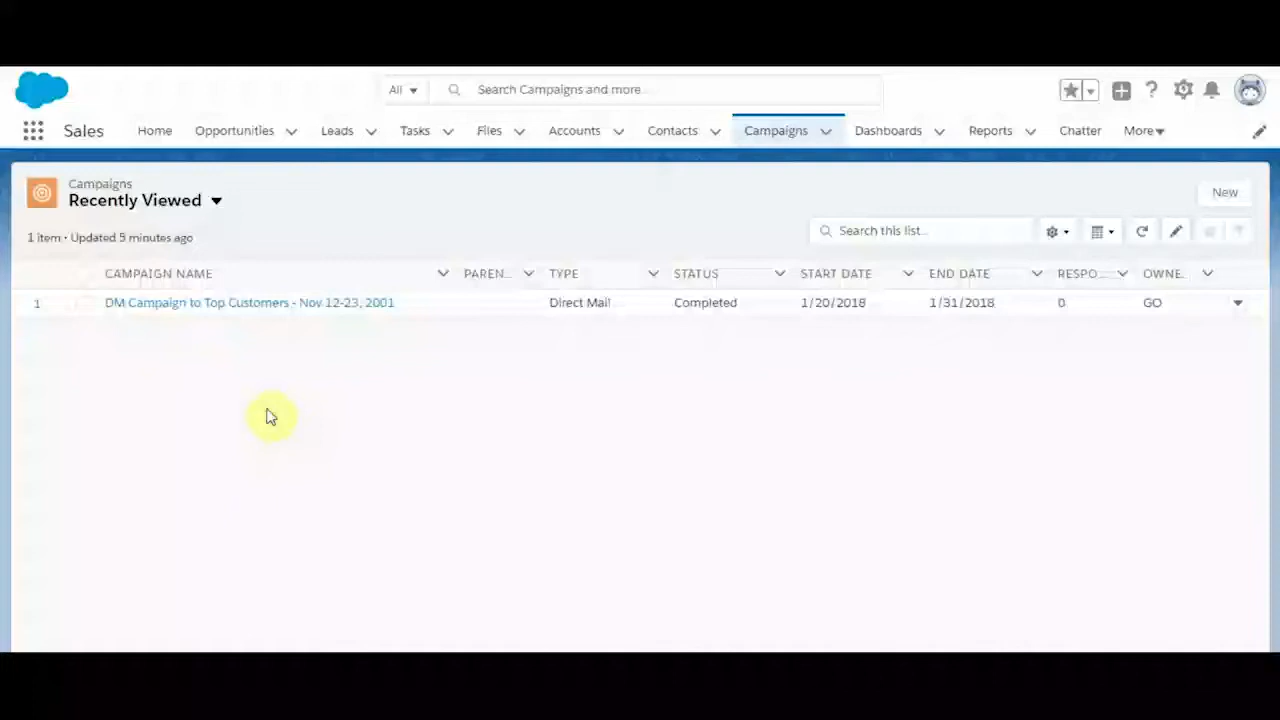 All Search Campaigns and more...
Sales Home Opportunities Leads Tasks Files Accounts Contacts Campaigns Dashboards Reports Chatter More
Campaigns
Recently Viewed
New
1 item • Updated 5 minutes ago
Search this list...
CAMPAIGN NAME PAREN... TYPE STATUS START DATE END DATE RESPO... OWNE...
1 DM Campaign to Top Customers - Nov 12-23, 2001 Direct Mail Completed 1/20/2018 1/31/2018 0 GO